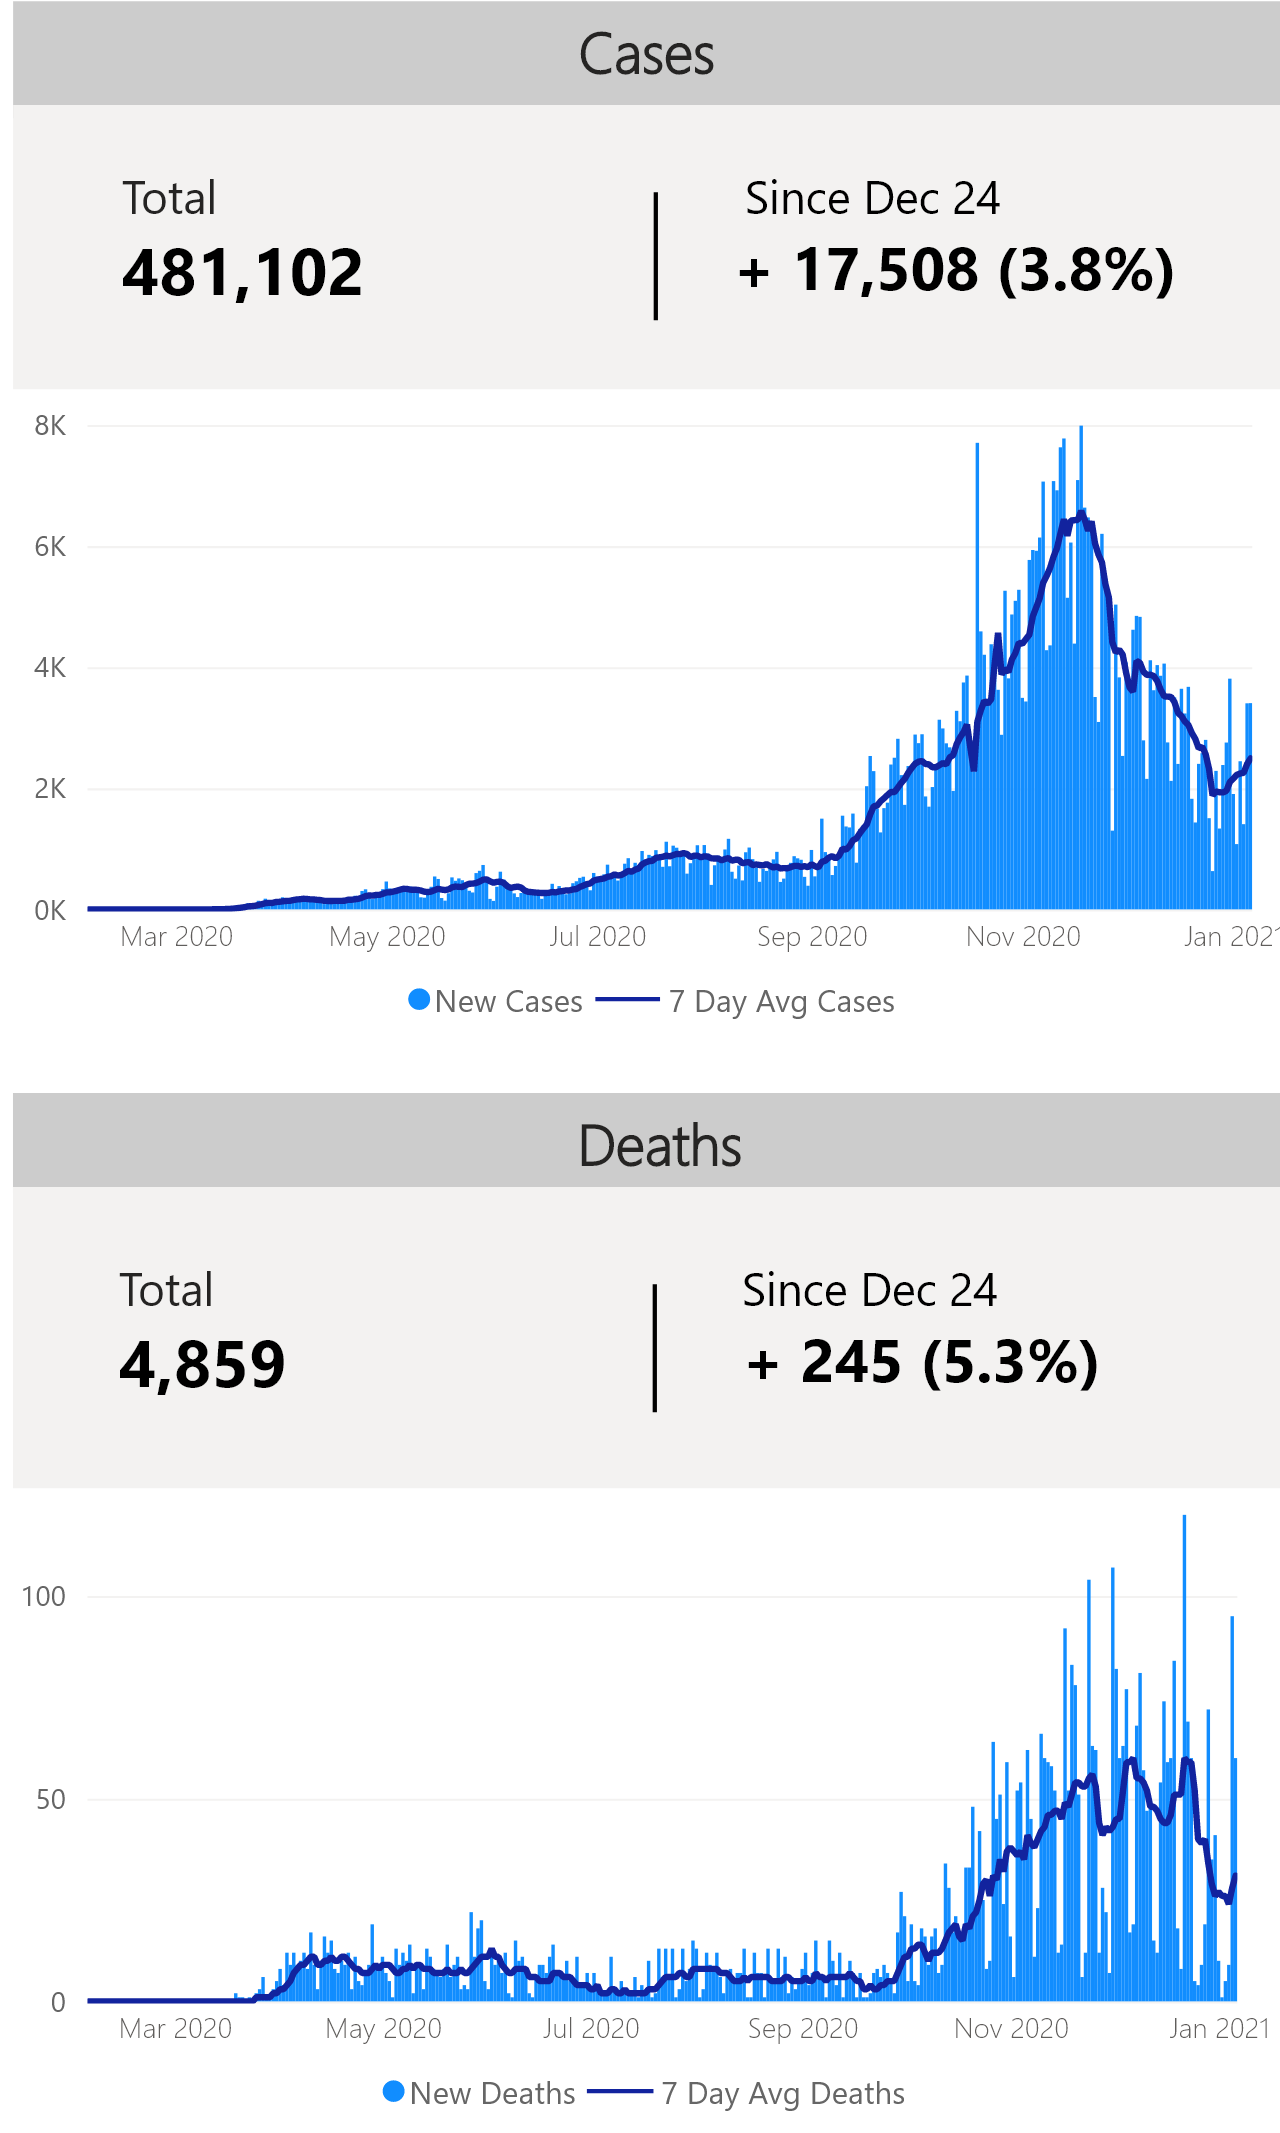 Cases
Total
Since Dec 24
481,102
+ 17,508 (3.8%)
8K
6K
4K
2K
0K
Mar 2020 May 2020 Jul 2020 Sep 2020 Nov 2020 Jan 2021
New Cases 7 Day Avg Cases
Deaths
Total
Since Dec 24
4,859
+ 245 (5.3%)
100
50
0
Mar 2020 May 2020 Jul 2020 Sep 2020 Nov 2020 Jan 2021
New Deaths 7 Day Avg Deaths